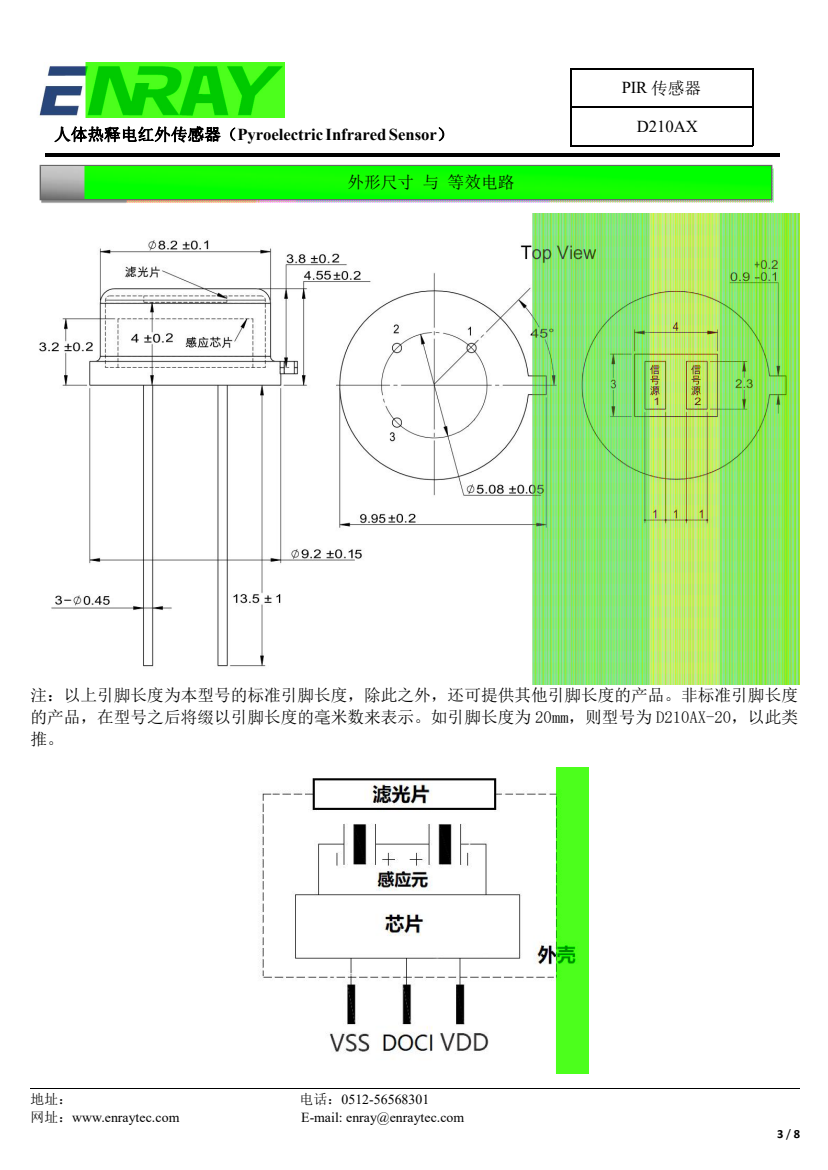 ENRAY
人体热释电红外传感器（Pyroelectric Infrared Sensor）
PIR 传感器
D210AX
外形尺寸 与 等效电路
∅8.2 ±0.1
滤光片
3.8 ±0.2
4.55±0.2
3.2 ±0.2
4 ±0.2
感应芯片
Top View
2
1
3
45°
∅5.08 ±0.05
9.95±0.2
∅9.2 ±0.15
3-∅0.45
13.5 ± 1
+0.2
0.9 -0.1
4
3
信号源1
信号源2
2.3
1 1 1
注：以上引脚长度为本型号的标准引脚长度，除此之外，还可提供其他引脚长度的产品。非标准引脚长度
的产品，在型号之后将缀以引脚长度的毫米数来表示。如引脚长度为 20mm，则型号为 D210AX-20，以此类
推。
滤光片
+ +
感应元
芯片
外壳
VSS DOCI VDD
地址： 电话：0512-56568301
网址：www.enraytec.com E-mail: enray@enraytec.com
3 / 8